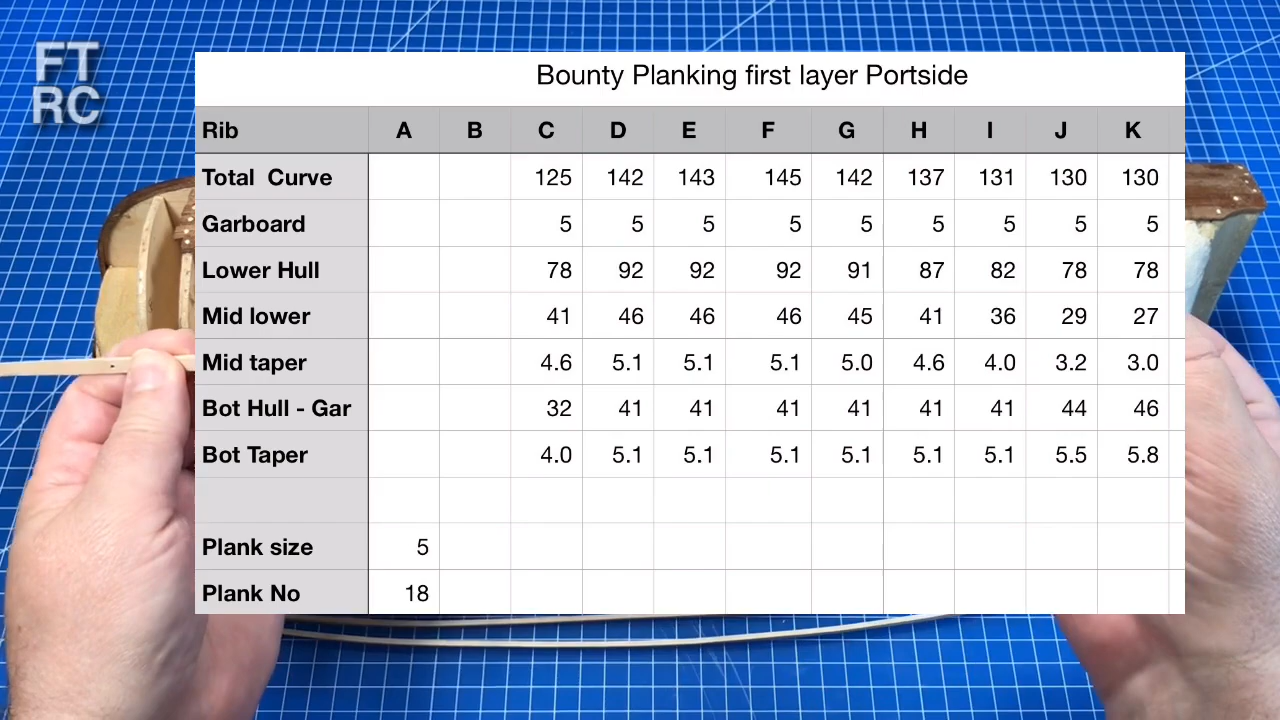 FT
RC
Bounty Planking first layer Portside
Rib A B C D E F G H I J K
Total Curve 125 142 143 145 142 137 131 130 130
Garboard 5 5 5 5 5 5 5 5 5
Lower Hull 78 92 92 92 91 87 82 78 78
Mid lower 41 46 46 46 45 41 36 29 27
Mid taper 4.6 5.1 5.1 5.1 5.0 4.6 4.0 3.2 3.0
Bot Hull - Gar 32 41 41 41 41 41 41 44 46
Bot Taper 4.0 5.1 5.1 5.1 5.1 5.1 5.1 5.5 5.8
Plank size 5
Plank No 18